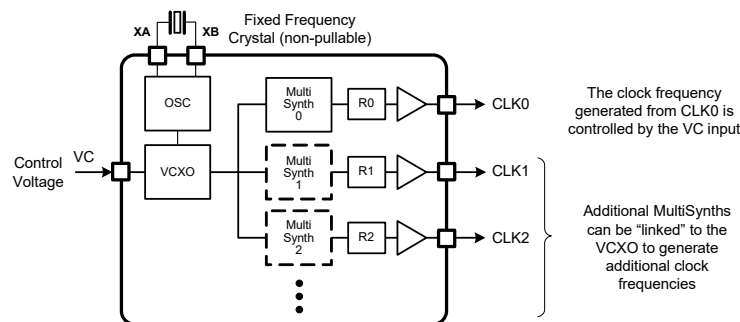 XA
XB
Fixed Frequency
Crystal (non-pullable)
OSC
Multi
Synth
0
R0
CLK0
The clock frequency
generated from CLK0 is
controlled by the VC input
Control
Voltage
VC
VCXO
Multi
Synth
1
R1
CLK1
Multi
Synth
2
R2
CLK2
Additional MultiSynths
can be “linked” to the
VCXO to generate
additional clock
frequencies